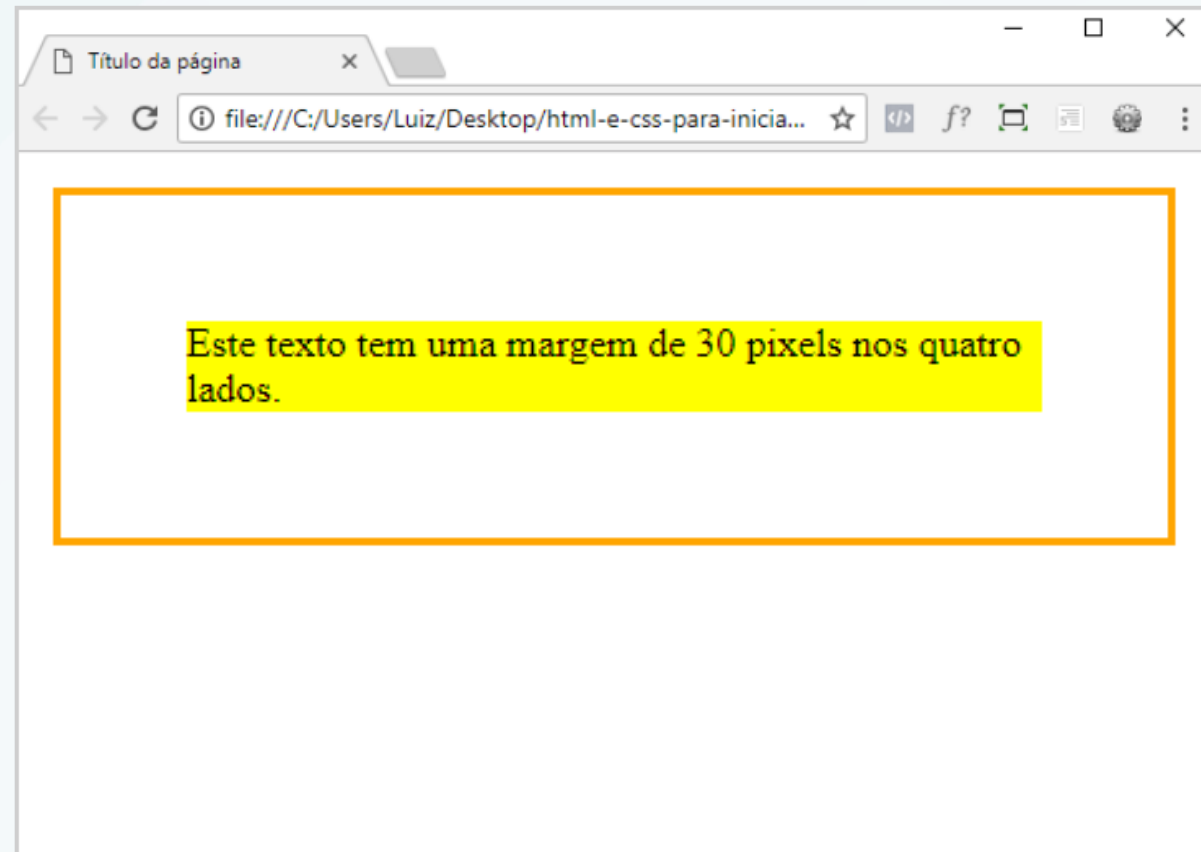 Título da página
file:///C:/Users/Luiz/Desktop/html-e-css-para-inicia...
f?
Este texto tem uma margem de 30 pixels nos quatro
lados.